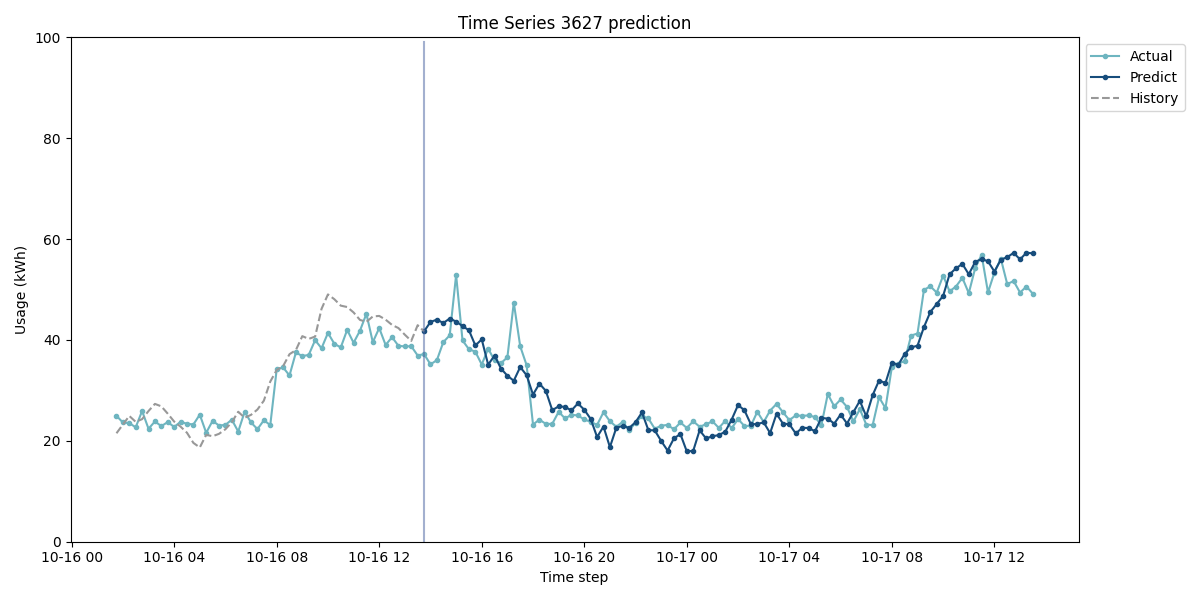 Time Series 3627 prediction
Usage (kWh)
100
80
60
40
20
0
10-16 00
10-16 04
10-16 08
10-16 12
10-16 16
10-16 20
10-17 00
10-17 04
10-17 08
10-17 12
Time step
Actual
Predict
History